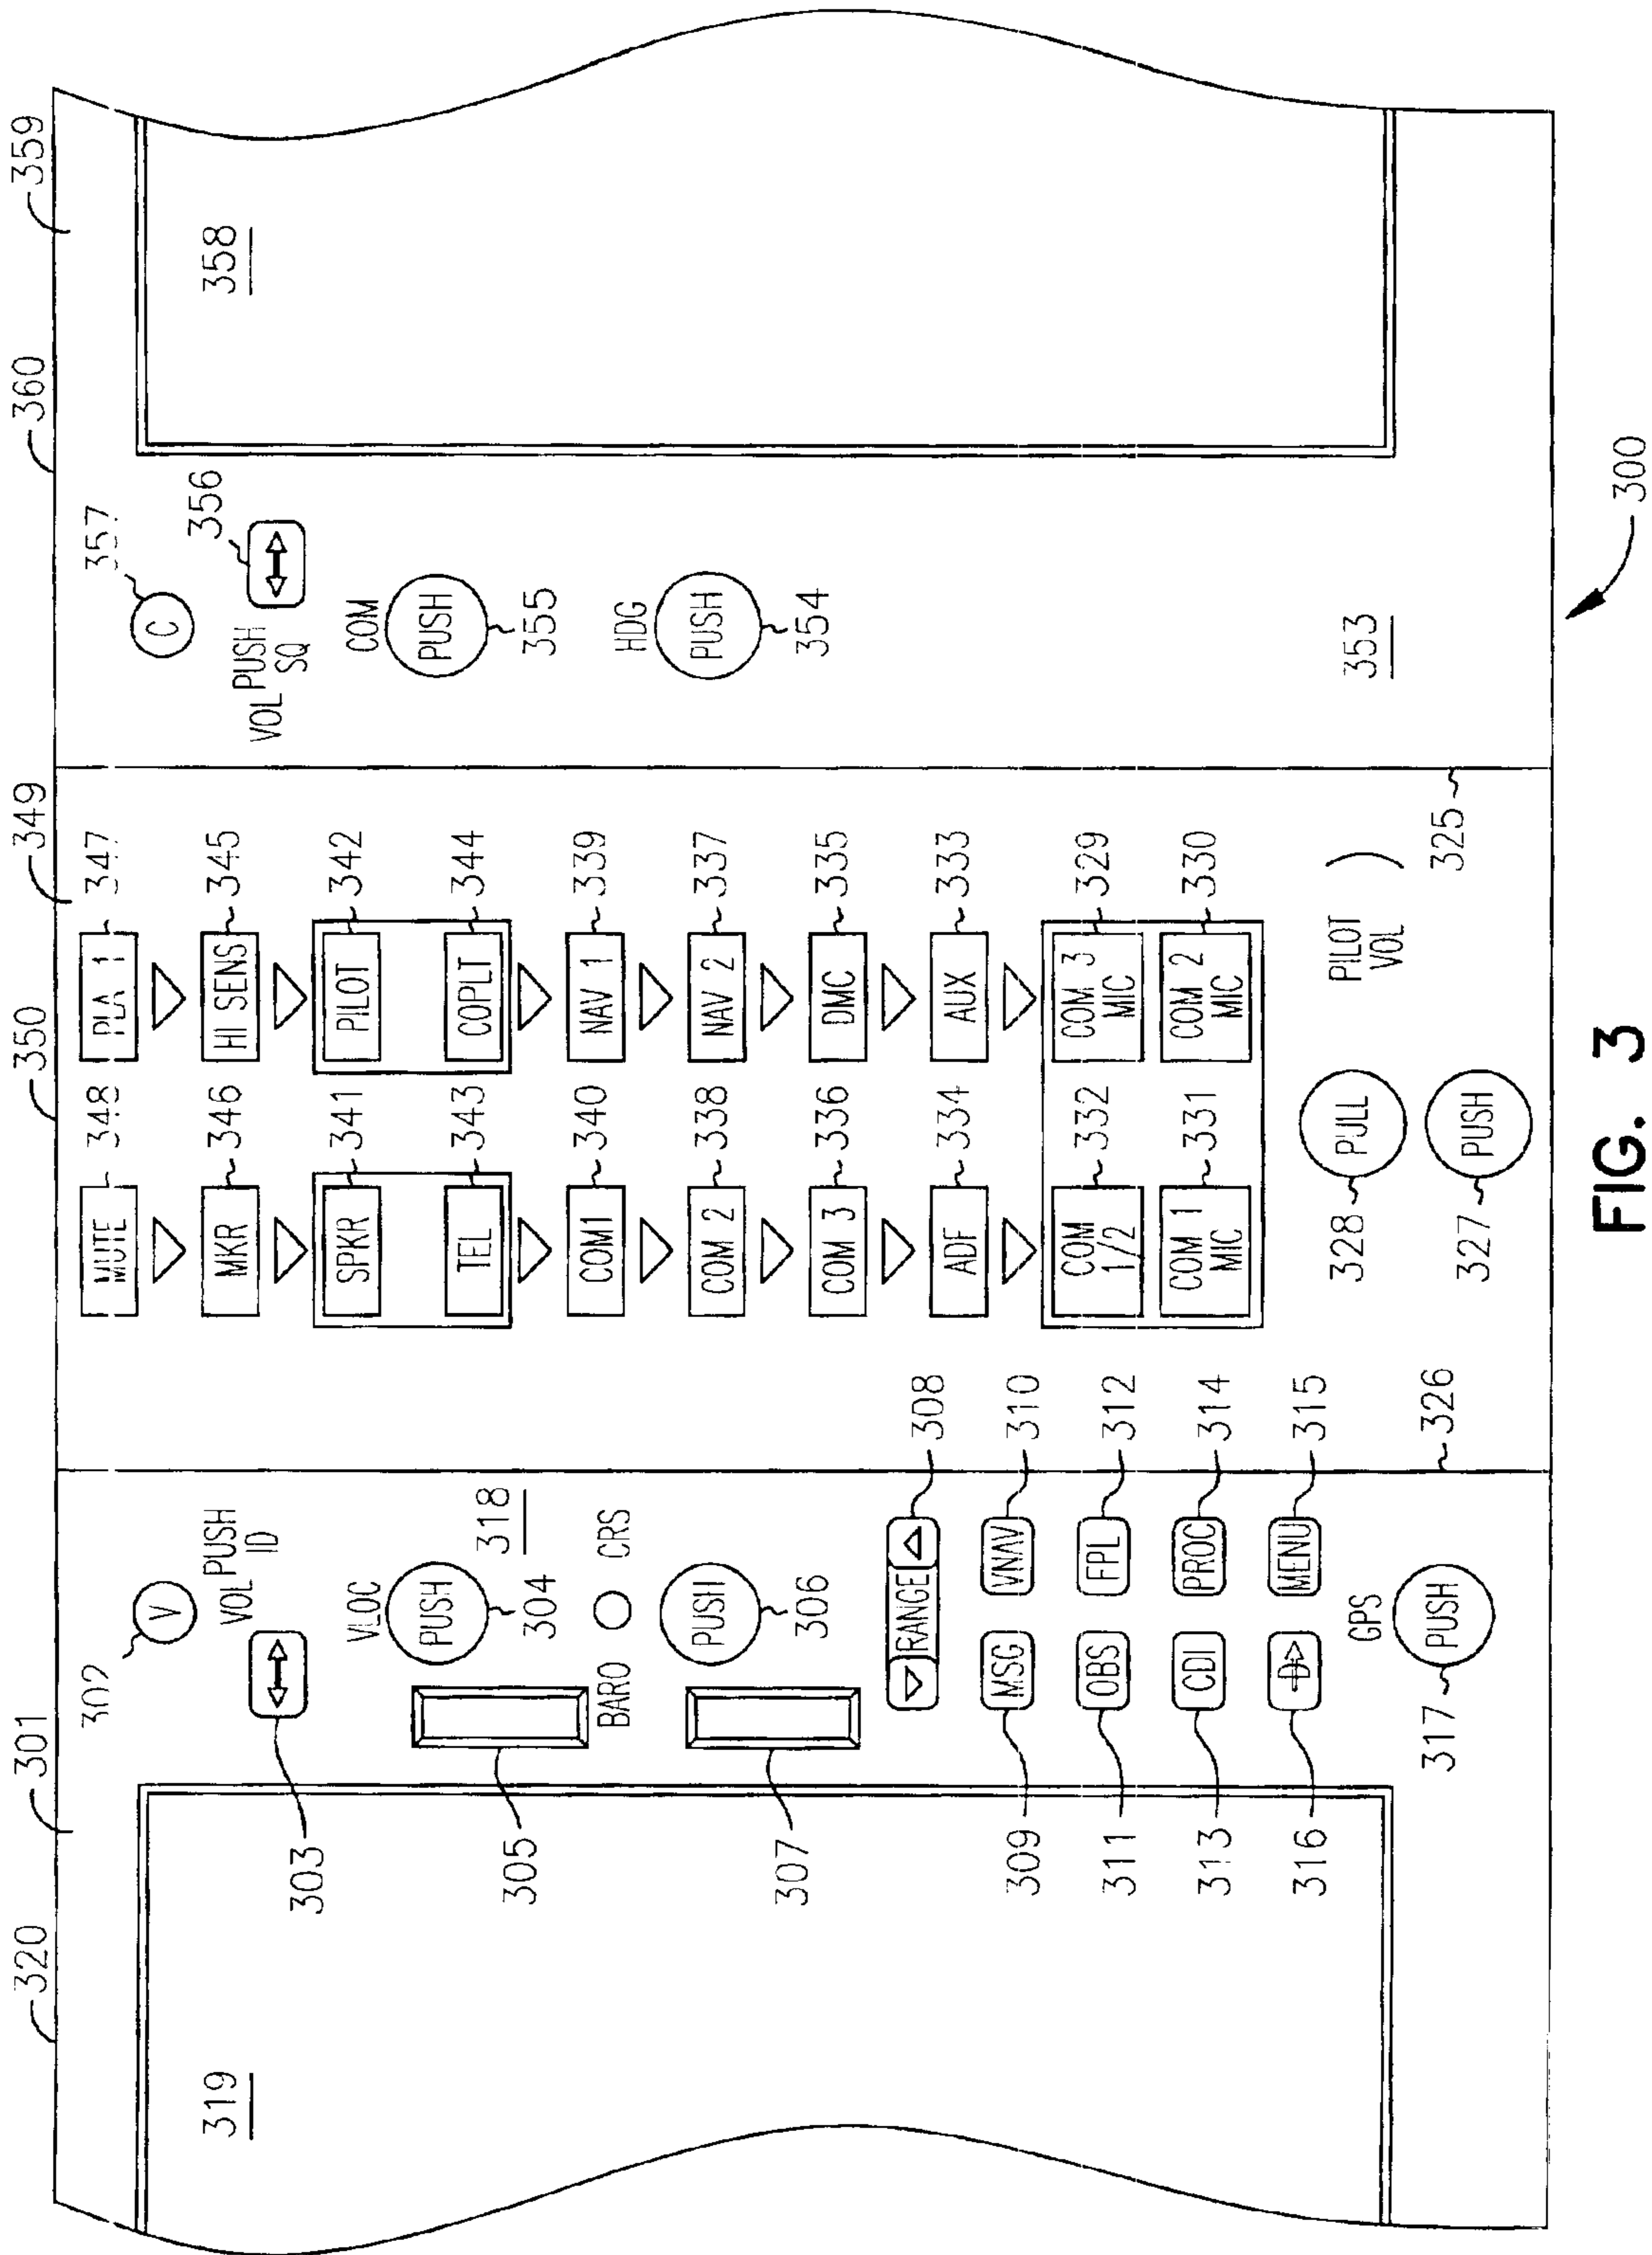 320
301
350
349
360
359
302
V
VOL PUSH
ID
303
VLOC
PUSH
304
318
305
BARO
CRS
PUSH
306
307
RANGE
308
MSG
VNAV
309
310
OBS
FPL
311
312
CDI
PROC
313
314
MENU
316
315
GPS
PUSH
317
319
326
MUTE
348
PLA 1
347
MKR
346
HI SENS
345
SPKR
341
PILOT
342
TEL
343
COPLT
344
COM1
340
NAV 1
339
COM 2
338
NAV 2
337
COM 3
336
DMC
335
ADF
334
AUX
333
COM
1/2
332
COM 3
MIC
329
COM 1
MIC
331
COM 2
MIC
330
328
PULL
PILOT
VOL
327
PUSH
325
C
357
VOL PUSH
SQ
356
COM
PUSH
355
HDG
PUSH
354
353
358
300
FIG. 3